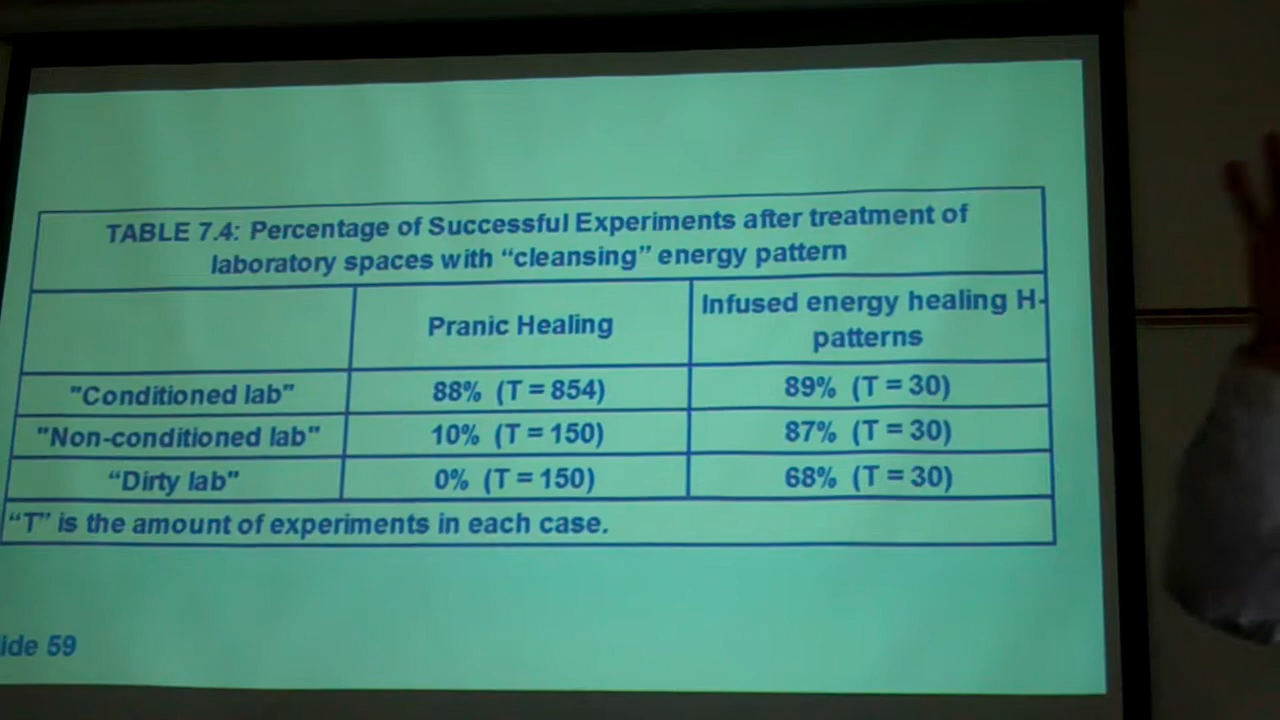 TABLE 7.4: Percentage of Successful Experiments after treatment of
laboratory spaces with “cleansing” energy pattern
Pranic Healing
Infused energy healing H-
patterns
"Conditioned lab" 88% (T = 854) 89% (T = 30)
"Non-conditioned lab" 10% (T = 150) 87% (T = 30)
“Dirty lab” 0% (T = 150) 68% (T = 30)
“T” is the amount of experiments in each case.
ide 59